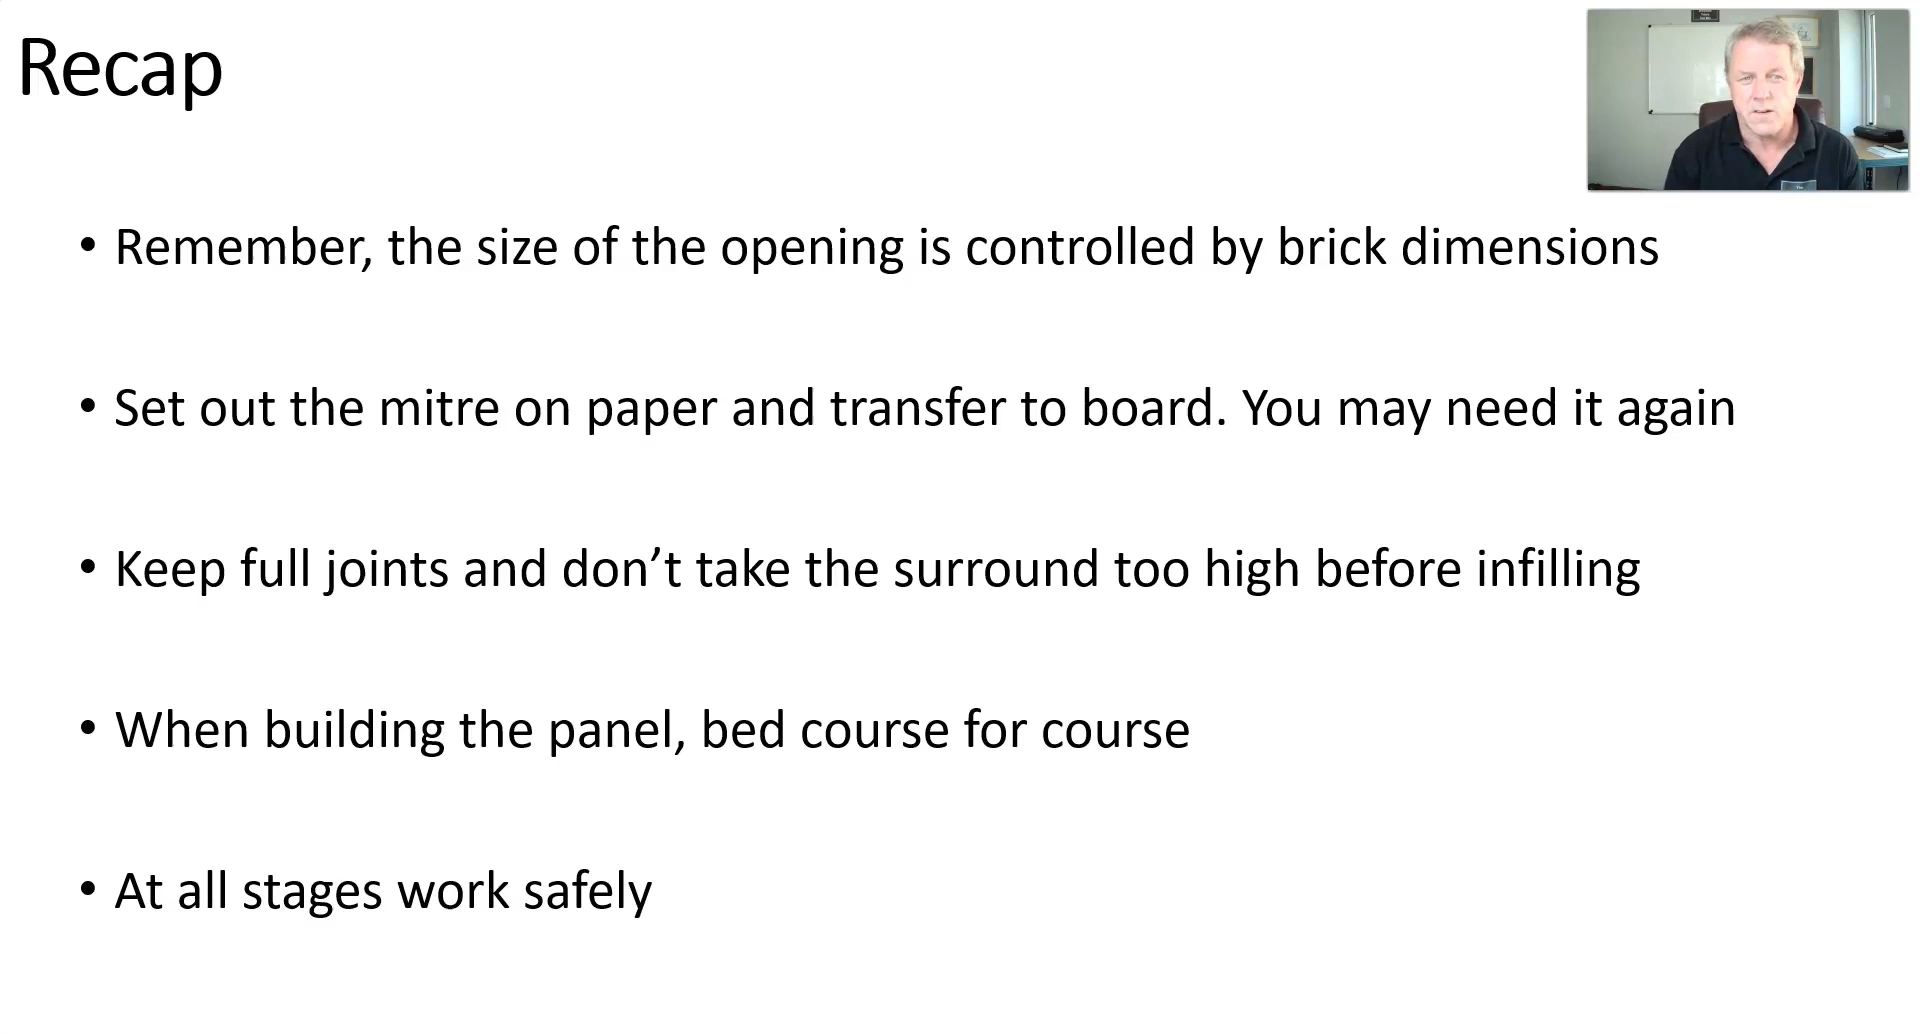 Recap
• Remember, the size of the opening is controlled by brick dimensions
• Set out the mitre on paper and transfer to board. You may need it again
• Keep full joints and don’t take the surround too high before infilling
• When building the panel, bed course for course
• At all stages work safely